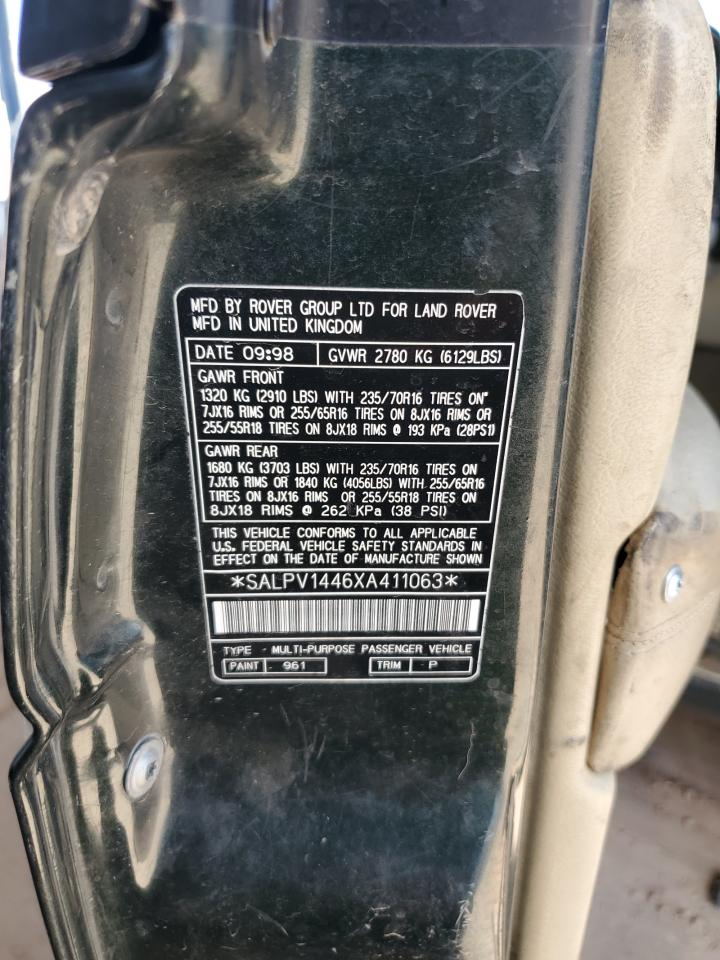 MFD BY ROVER GROUP LTD FOR LAND ROVER
MFD IN UNITED KINGDOM
DATE 09:98 GVWR 2780 KG (6129LBS)
GAWR FRONT
1320 KG (2910 LBS) WITH 235/70R16 TIRES ON
7JX16 RIMS OR 255/65R16 TIRES ON 8JX16 RIMS OR
255/55R18 TIRES ON 8JX18 RIMS @ 193 KPa (28PSI)
GAWR REAR
1680 KG (3703 LBS) WITH 235/70R16 TIRES ON
7JX16 RIMS OR 1840 KG (4056LBS) WITH 255/65R16
TIRES ON 8JX16 RIMS OR 255/55R18 TIRES ON
8JX18 RIMS @ 262 KPa (38 PSI)
THIS VEHICLE CONFORMS TO ALL APPLICABLE
U.S. FEDERAL VEHICLE SAFETY STANDARDS IN
EFFECT ON THE DATE OF MANUFACTURE SHOWN
*SALPV1446XA411063*
TYPE - MULTI-PURPOSE PASSENGER VEHICLE
PAINT - 961 TRIM - P